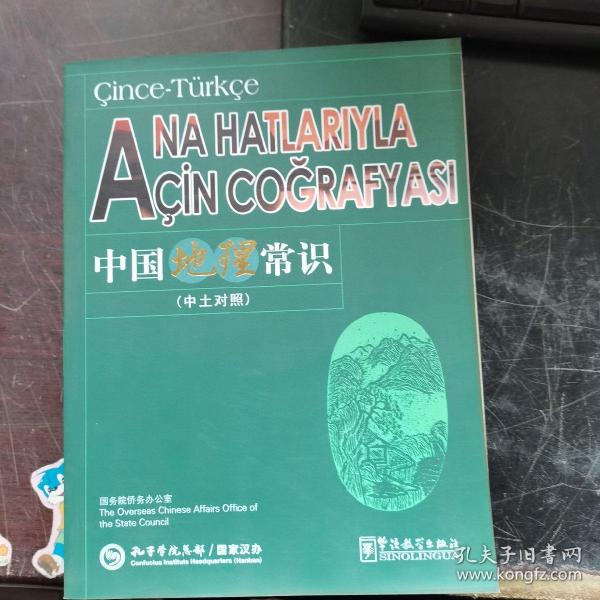 Çince-Türkçe
ANA HATLARIYLA
ÇİN COĞRAFYASI
中国地理常识
(中土对照)
国务院侨务办公室
The Overseas Chinese Affairs Office of
the State Council
孔子学院总部 / 国家汉办
Confucius Institute Headquarters (Hanban)
华语教学出版社
SINOLINGUA
孔夫子旧书网
www.kongfz.com